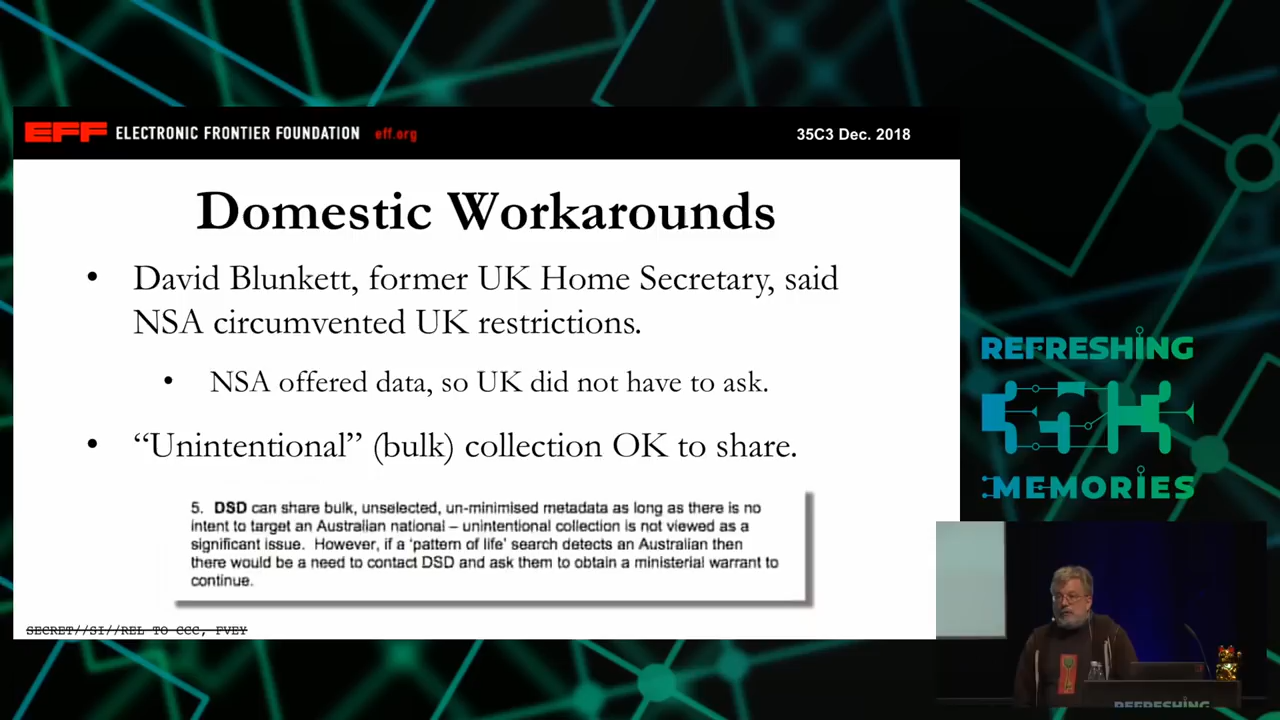 EFF ELECTRONIC FRONTIER FOUNDATION eff.org
35C3 Dec. 2018
Domestic Workarounds
• David Blunkett, former UK Home Secretary, said
NSA circumvented UK restrictions.
• NSA offered data, so UK did not have to ask.
• “Unintentional” (bulk) collection OK to share.
5. DSD can share bulk, unselected, un-minimised metadata as long as there is no
intent to target an Australian national – unintentional collection is not viewed as a
significant issue. However, if a ‘pattern of life’ search detects an Australian then
there would be a need to contact DSD and ask them to obtain a ministerial warrant to
continue.
SECRET//SI//REL TO CCC, FVEY
REFRESHING
MEMORIES
REFRESHING